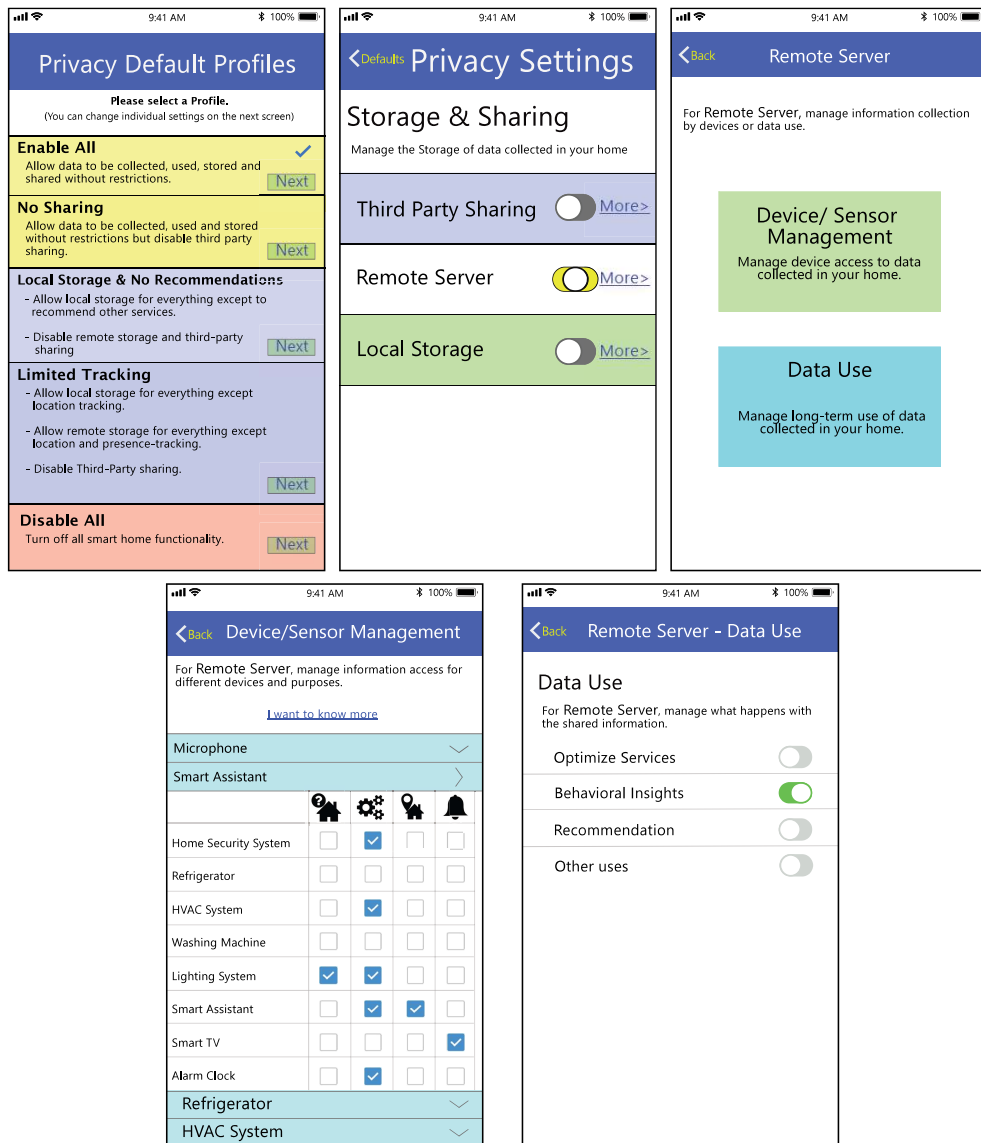 9:41 AM
100%
Privacy Default Profiles
Please select a Profile.
(You can change individual settings on the next screen)
Enable All
Allow data to be collected, used, stored and
shared without restrictions.
Next
No Sharing
Allow data to be collected, used and stored
without restrictions but disable third party
sharing.
Next
Local Storage & No Recommendations
- Allow local storage for everything except to
recommend other services.
- Disable remote storage and third-party
sharing
Next
Limited Tracking
- Allow local storage for everything except
location tracking.
- Allow remote storage for everything except
location and presence-tracking.
- Disable Third-Party sharing.
Next
Disable All
Turn off all smart home functionality.
Next
9:41 AM
100%
Defaults Privacy Settings
Storage & Sharing
Manage the Storage of data collected in your home
Third Party Sharing More>
Remote Server More>
Local Storage More>
9:41 AM
100%
Back Remote Server
For Remote Server, manage information collection
by devices or data use.
Device/ Sensor
Management
Manage device access to data
collected in your home.
Data Use
Manage long-term use of data
collected in your home.
9:41 AM
100%
Back Device/Sensor Management
For Remote Server, manage information access for
different devices and purposes.
I want to know more
Microphone
Smart Assistant
?
Home Security System
Refrigerator
HVAC System
Washing Machine
Lighting System
Smart Assistant
Smart TV
Alarm Clock
Refrigerator
HVAC System
9:41 AM
100%
Back Remote Server - Data Use
Data Use
For Remote Server, manage what happens with
the shared information.
Optimize Services
Behavioral Insights
Recommendation
Other uses